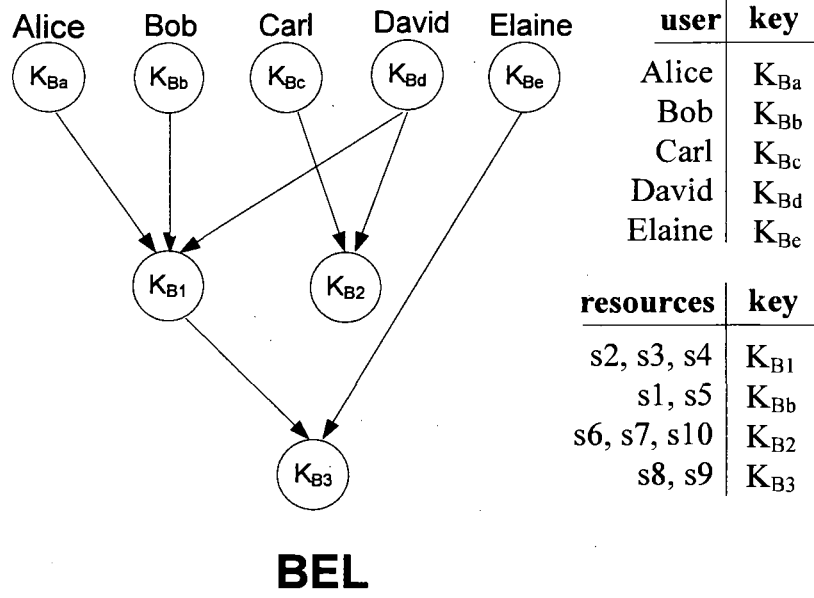 Alice Bob Carl David Elaine
K_Ba K_Bb K_Bc K_Bd K_Be
K_B1 K_B2
K_B3
BEL
user key
Alice K_Ba
Bob K_Bb
Carl K_Bc
David K_Bd
Elaine K_Be
resources key
s2, s3, s4 K_B1
s1, s5 K_Bb
s6, s7, s10 K_B2
s8, s9 K_B3